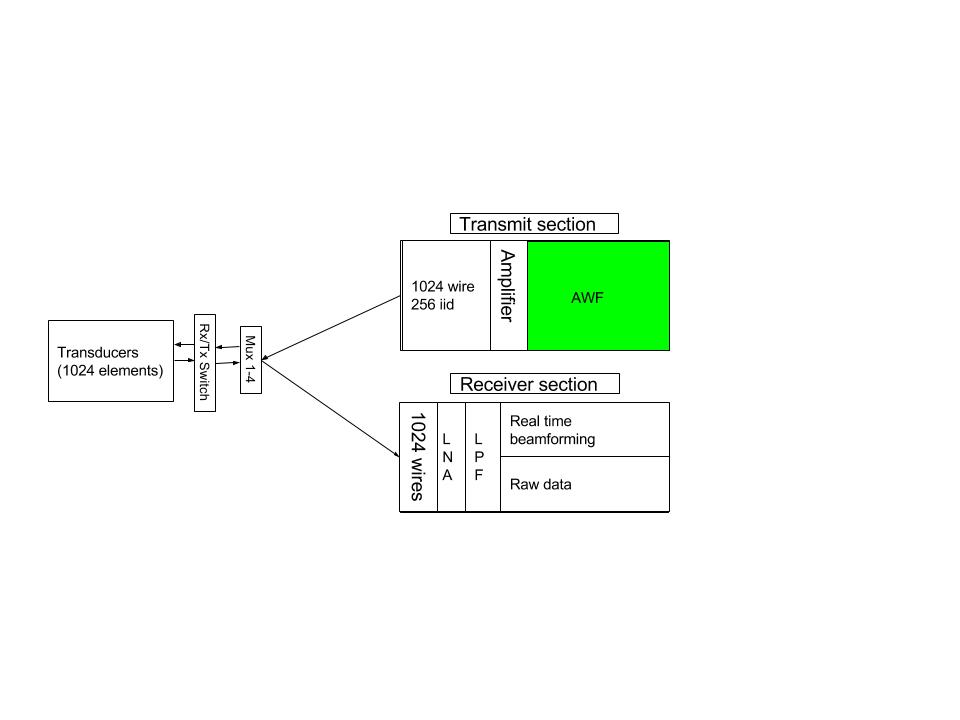 Transmit section
1024 wire
256 iid
Amplifier
AWF
Transducers
(1024 elements)
Rx/Tx Switch
Mux 1-4
Receiver section
1024 wires
L
N
A
L
P
F
Real time
beamforming
Raw data